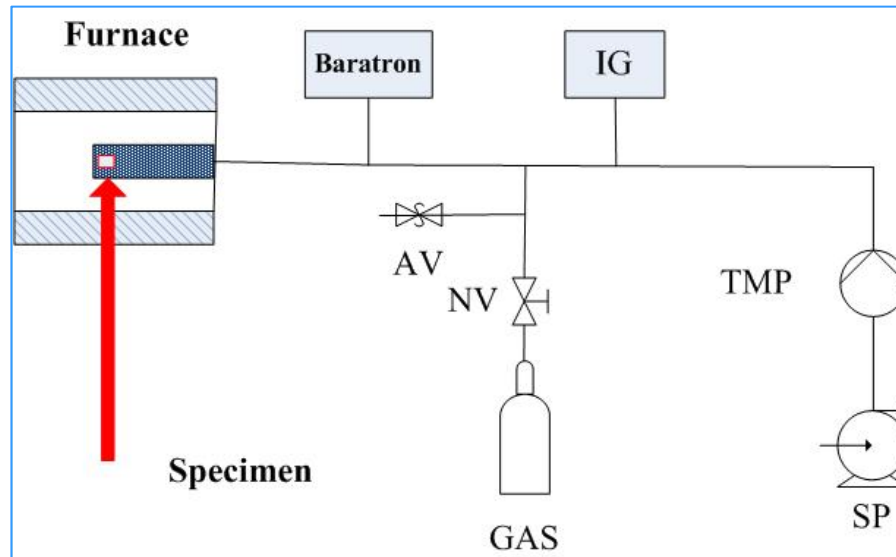 Furnace
Baratron
IG
AV
NV
TMP
Specimen
GAS
SP